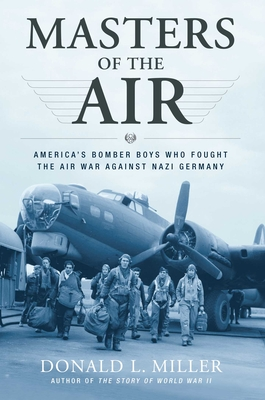 MASTERS
OF THE
AIR
AMERICA'S BOMBER BOYS WHO FOUGHT
THE AIR WAR AGAINST NAZI GERMANY
DONALD L. MILLER
AUTHOR OF THE STORY OF WORLD WAR II